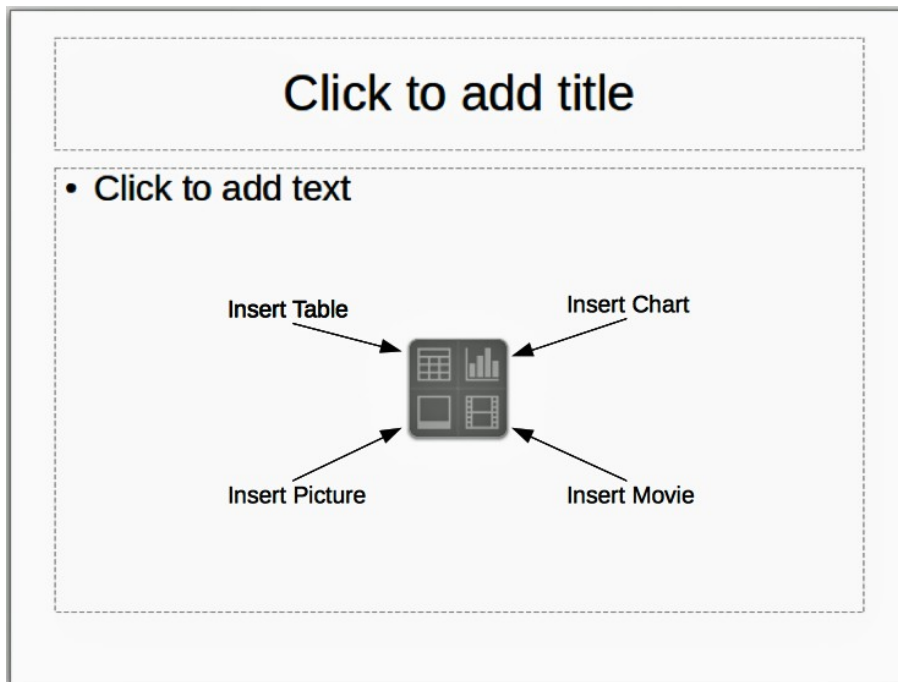 Click to add title
• Click to add text
Insert Table
Insert Chart
Insert Picture
Insert Movie